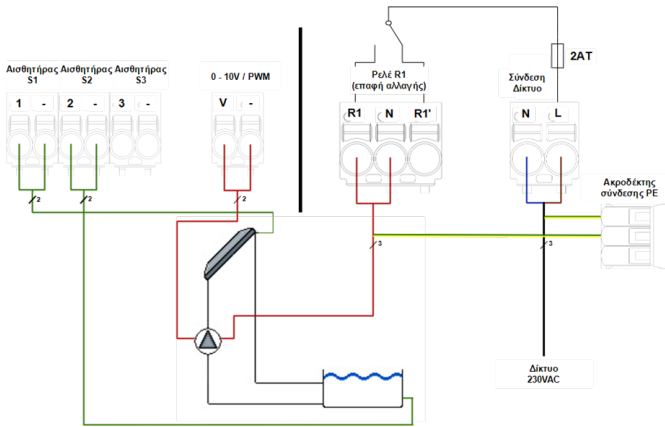 2AT
Αισθητήρας Αισθητήρας Αισθητήρας
S1 S2 S3
0 - 10V / PWM
Ρελέ R1
(επαφή αλλαγής)
Σύνδεση
Δίκτυο
1 - 2 - 3 -
V -
R1 N R1'
N L
Ακροδέκτης
σύνδεσης PE
2 2 2
3 3
Δίκτυο
230VAC